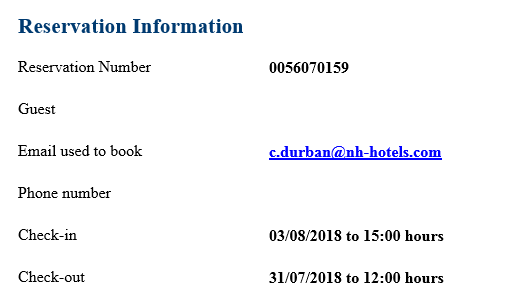 Reservation Information
Reservation Number 0056070159
Guest
Email used to book c.durban@nh-hotels.com
Phone number
Check-in 03/08/2018 to 15:00 hours
Check-out 31/07/2018 to 12:00 hours